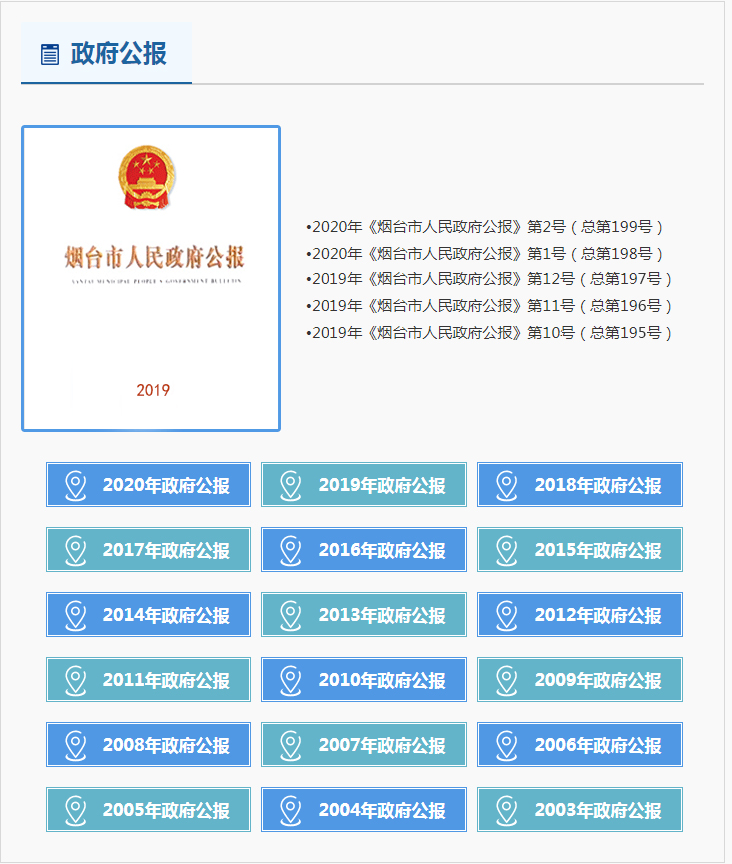 政府公报
烟台市人民政府公报
YANTAI MUNICIPAL PEOPLE'S GOVERNMENT BULLETIN
2019
•2020年《烟台市人民政府公报》第2号（总第199号）
•2020年《烟台市人民政府公报》第1号（总第198号）
•2019年《烟台市人民政府公报》第12号（总第197号）
•2019年《烟台市人民政府公报》第11号（总第196号）
•2019年《烟台市人民政府公报》第10号（总第195号）
2020年政府公报 2019年政府公报 2018年政府公报
2017年政府公报 2016年政府公报 2015年政府公报
2014年政府公报 2013年政府公报 2012年政府公报
2011年政府公报 2010年政府公报 2009年政府公报
2008年政府公报 2007年政府公报 2006年政府公报
2005年政府公报 2004年政府公报 2003年政府公报